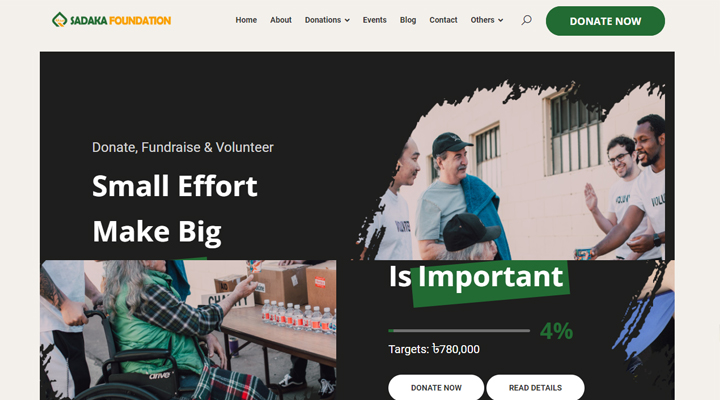 SADAKA FOUNDATION
Home About Donations Events Blog Contact Others
DONATE NOW
Donate, Fundraise & Volunteer
Small Effort
Make Big
Is Important
4%
Targets: ৳780,000
DONATE NOW READ DETAILS
drive